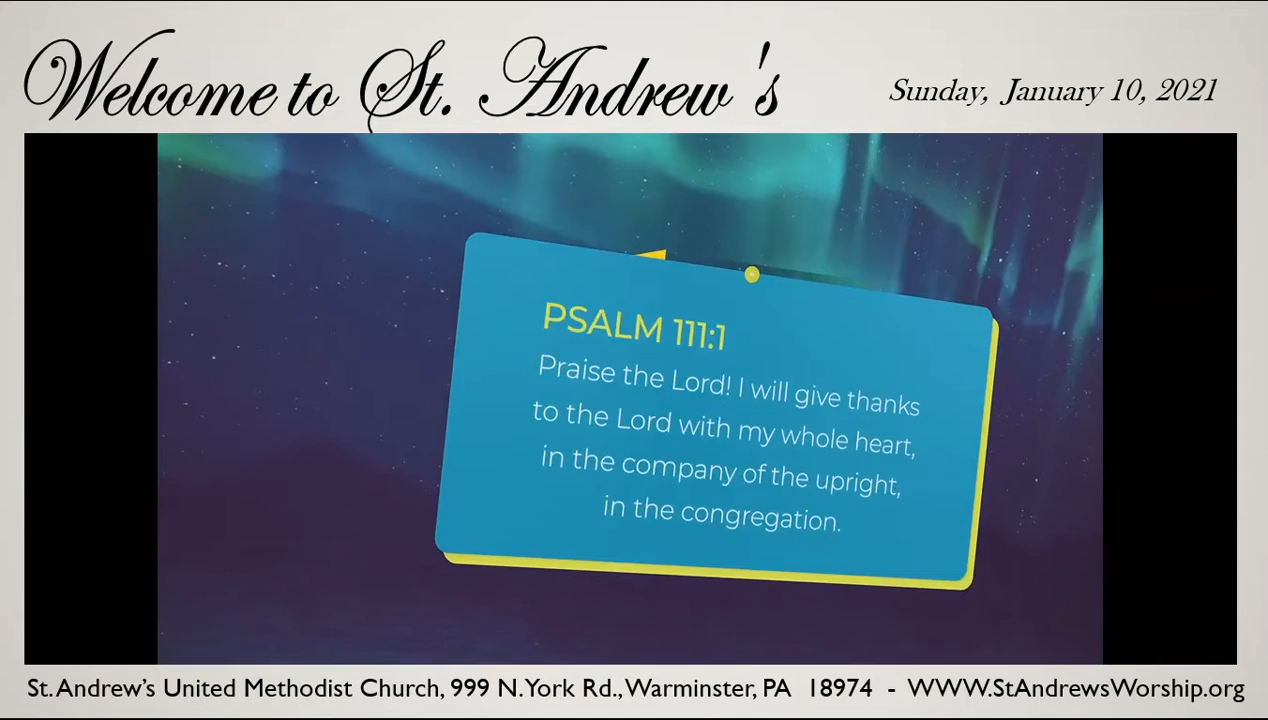 Welcome to St. Andrew's
Sunday, January 10, 2021
PSALM 111:1
Praise the Lord! I will give thanks
to the Lord with my whole heart,
in the company of the upright,
in the congregation.
St. Andrew's United Methodist Church, 999 N. York Rd., Warminster, PA 18974 - WWW.StAndrewsWorship.org